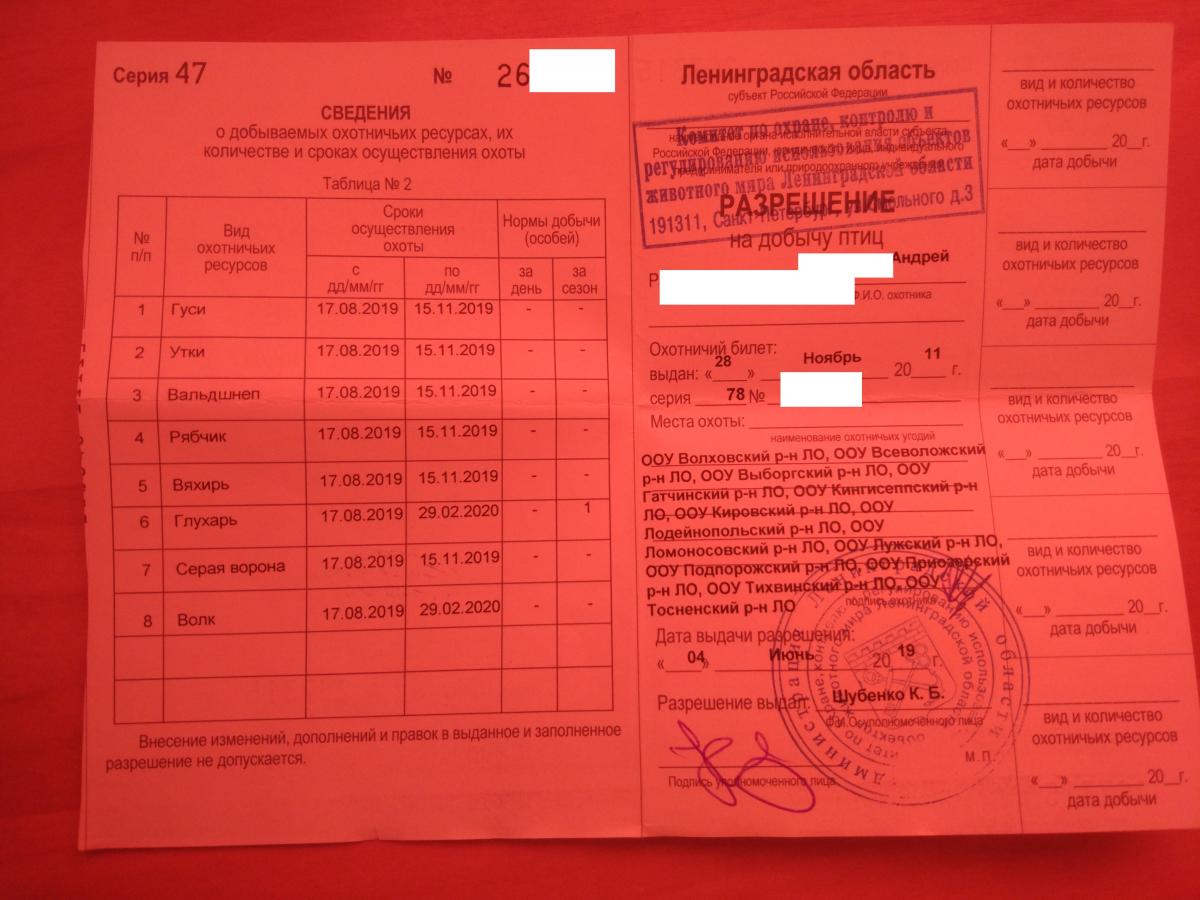 Серия 47 № 26
СВЕДЕНИЯ
о добываемых охотничьих ресурсах, их
количестве и сроках осуществления охоты
Таблица № 2
№ п/п Вид охотничьих ресурсов Сроки осуществления охоты Нормы добычи (особей)
с дд/мм/гг по дд/мм/гг за день за сезон
1 Гуси 17.08.2019 15.11.2019 - -
2 Утки 17.08.2019 15.11.2019 - -
3 Вальдшнеп 17.08.2019 15.11.2019 - -
4 Рябчик 17.08.2019 15.11.2019 - -
5 Вяхирь 17.08.2019 15.11.2019 - -
6 Глухарь 17.08.2019 29.02.2020 - 1
7 Серая ворона 17.08.2019 15.11.2019 - -
8 Волк 17.08.2019 29.02.2020 - -
Внесение изменений, дополнений и правок в выданное и заполненное
разрешение не допускается.
Ленинградская область
субъект Российской Федерации
Комитет по охране, контролю и
регулированию использования объектов
животного мира Ленинградской области
191311, Санкт-Петербург, Смольного д.3
РАЗРЕШЕНИЕ
на добычу птиц
Р Андрей
Ф.И.О. охотника
Охотничий билет:
выдан: «28» Ноябрь 2011 г.
серия 78 №
Места охоты:
наименование охотничьих угодий
ООУ Волховский р-н ЛО, ООУ Всеволожский
р-н ЛО, ООУ Выборгский р-н ЛО, ООУ
Гатчинский р-н ЛО, ООУ Кингисеппский р-н
ЛО, ООУ Кировский р-н ЛО, ООУ
Лодейнопольский р-н ЛО, ООУ
Ломоносовский р-н ЛО, ООУ Лужский р-н ЛО,
ООУ Подпорожский р-н ЛО, ООУ Приозерский
р-н ЛО, ООУ Тихвинский р-н ЛО, ООУ
Тосненский р-н ЛО
подпись охотника
Дата выдачи разрешения:
«04» Июнь 2019 г.
Разрешение выдал Шубенко К. Б.
Ф.И.О. уполномоченного лица
М.П.
Подпись уполномоченного лица
вид и количество
охотничьих ресурсов
«__» ________ 20__г.
дата добычи
вид и количество
охотничьих ресурсов
«__» ________ 20__г.
дата добычи
вид и количество
охотничьих ресурсов
«__» ________ 20__г.
дата добычи
вид и количество
охотничьих ресурсов
«__» ________ 20__г.
дата добычи
вид и количество
охотничьих ресурсов
«__» ________ 20__г.
дата добычи